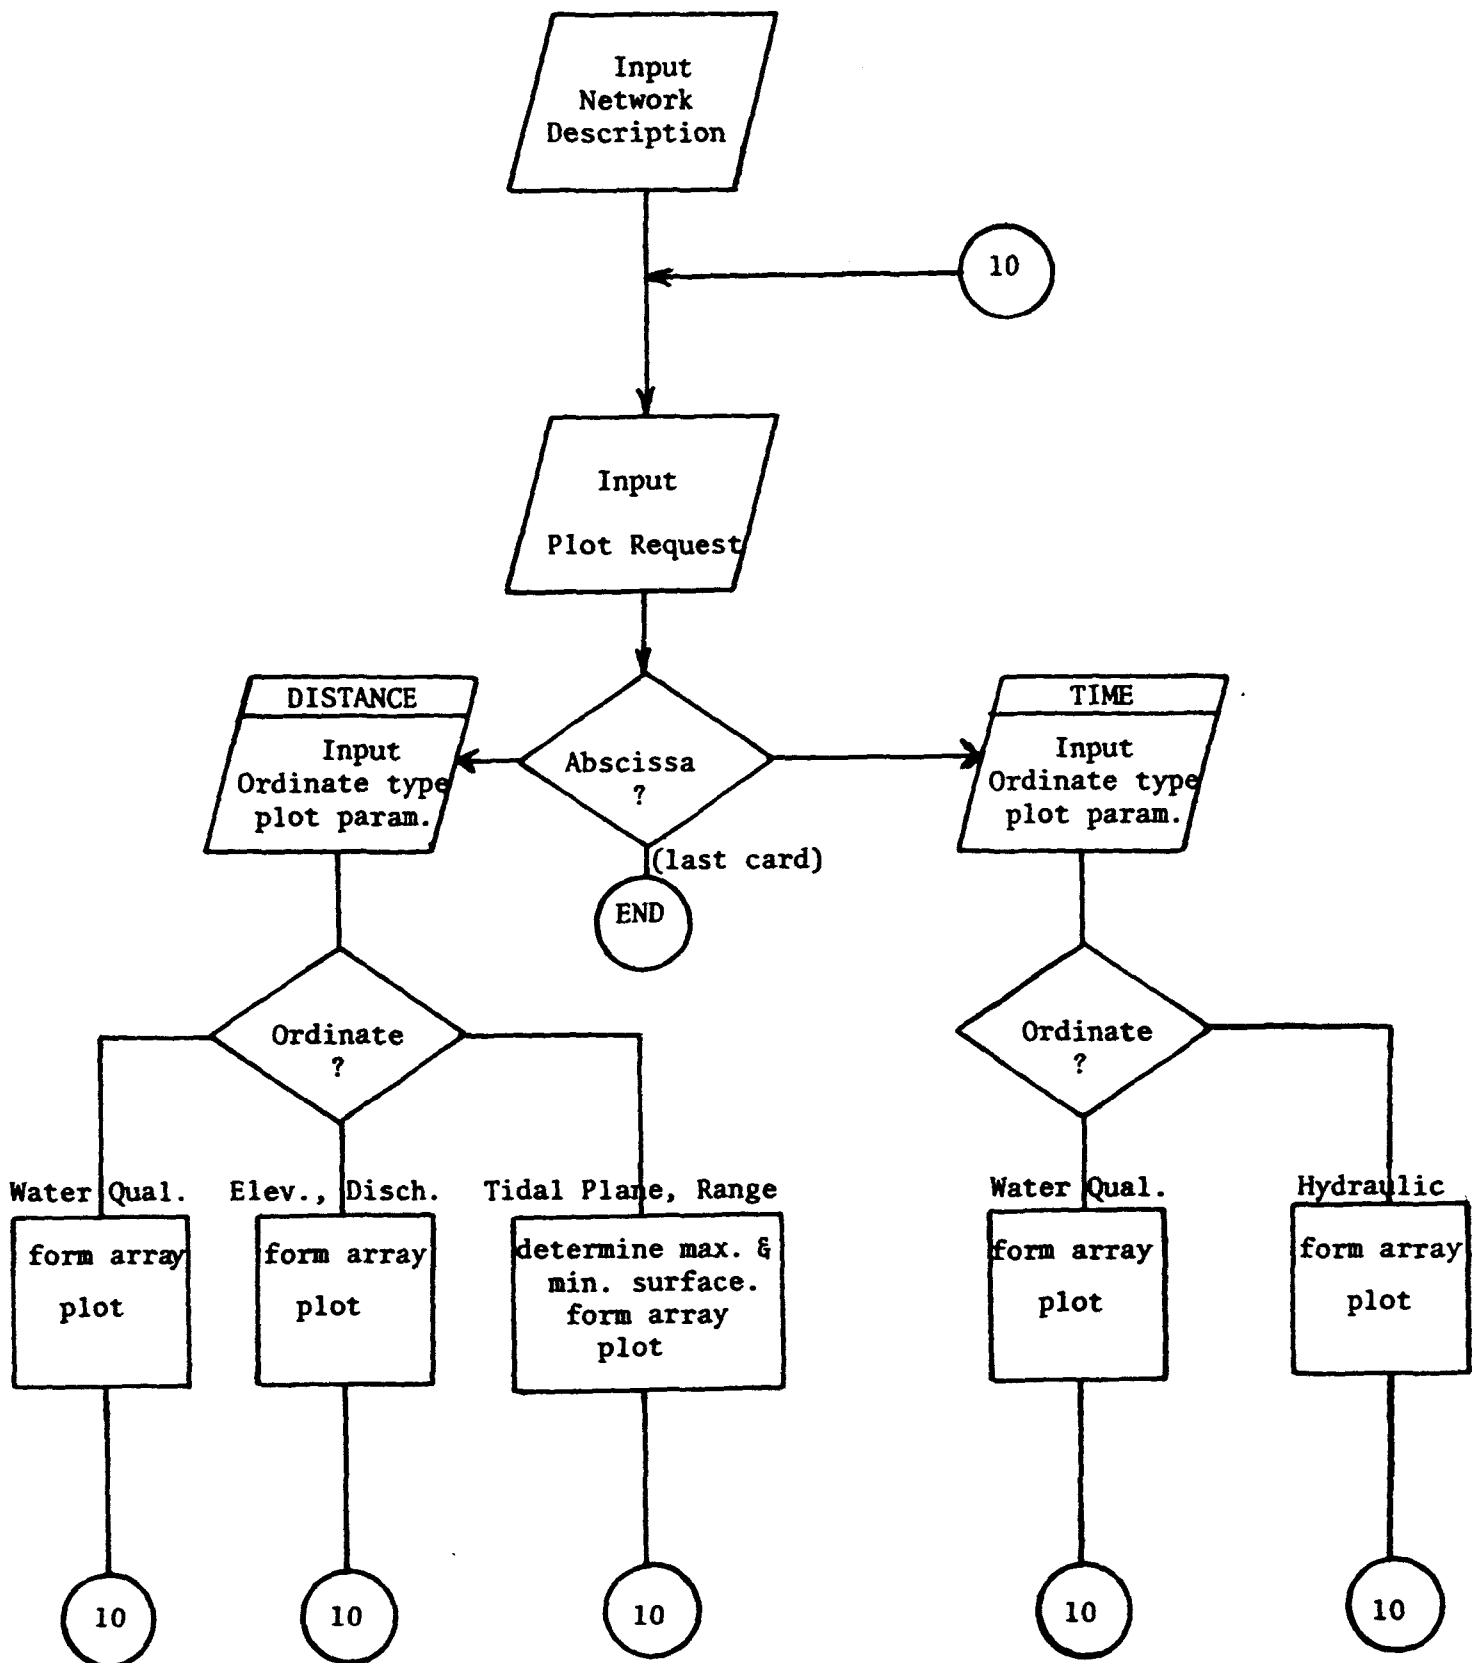 Input
Network
Description
10
Input
Plot Request
DISTANCE
Input
Ordinate type
plot param.
Abscissa
?
(last card)
END
TIME
Input
Ordinate type
plot param.
Ordinate
?
Ordinate
?
Water Qual.
form array
plot
Elev., Disch.
form array
plot
Tidal Plane, Range
determine max. &
min. surface.
form array
plot
Water Qual.
form array
plot
Hydraulic
form array
plot
10
10
10
10
10